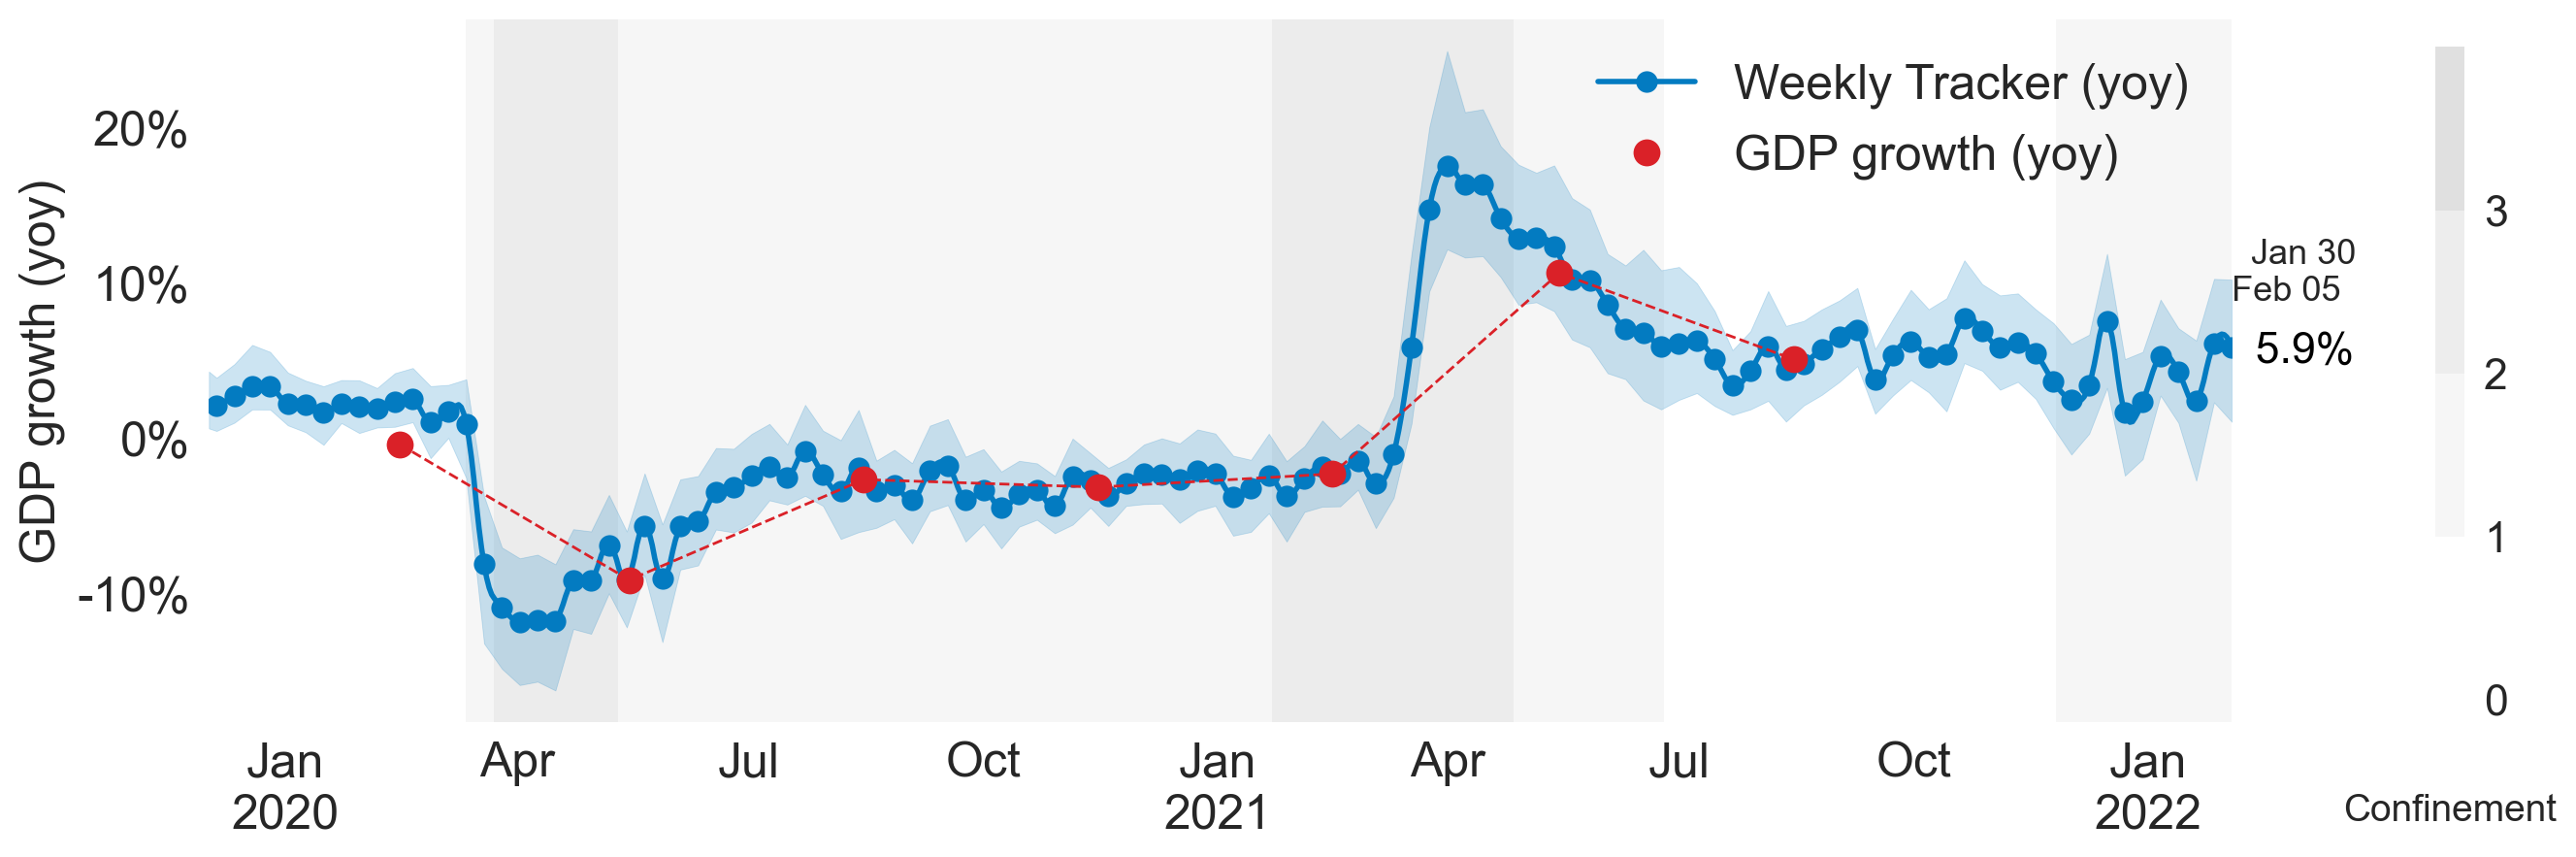 Weekly Tracker (yoy)
GDP growth (yoy)
GDP growth (yoy)
20%
10%
0%
-10%
Jan 30
Feb 05
5.9%
3
2
1
0
Confinement
Jan
2020
Apr
Jul
Oct
Jan
2021
Apr
Jul
Oct
Jan
2022